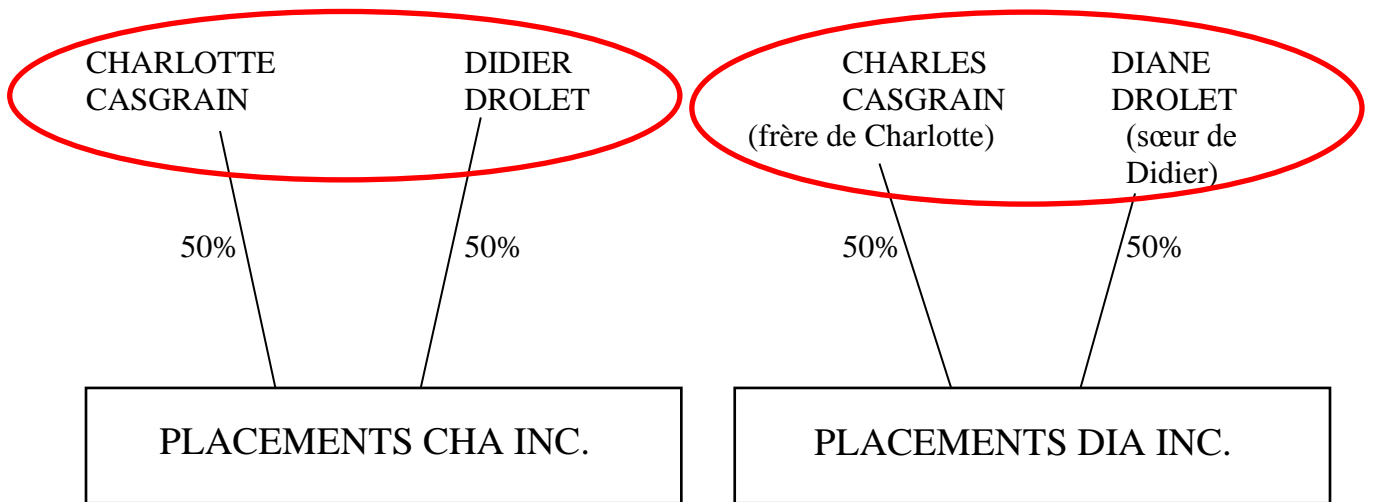 CHARLOTTE
CASGRAIN
DIDIER
DROLET
CHARLES
CASGRAIN
(frère de Charlotte)
DIANE
DROLET
(sœur de
Didier)
50%
50%
50%
50%
PLACEMENTS CHA INC.
PLACEMENTS DIA INC.